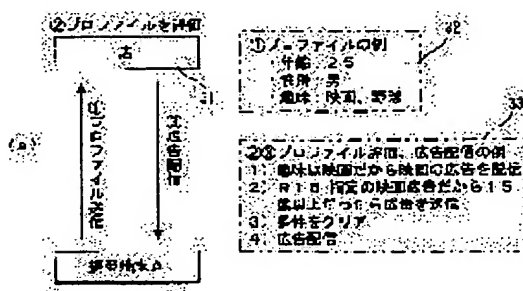 ②プロファイルを評価
店
31
(a)
①プロファイル送信
③広告配信
携帯端末A
32
①プロファイルの例
年齢 25
性別 男
趣味 映画、野球
33
②③プロファイル評価、広告配信の例
1. 趣味は映画だから映画の広告を配信
2. R15指定の映画広告だから15
歳以上だったら広告を送信
3. 条件をクリア
4. 広告配信